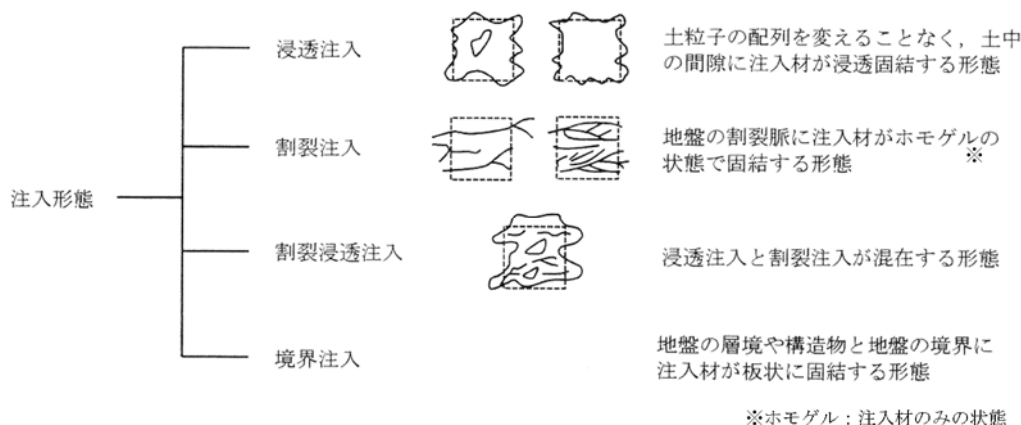 注入形態
浸透注入
土粒子の配列を変えることなく，土中
の間隙に注入材が浸透固結する形態
割裂注入
地盤の割裂脈に注入材がホモゲルの
※
状態で固結する形態
割裂浸透注入
浸透注入と割裂注入が混在する形態
境界注入
地盤の層境や構造物と地盤の境界に
注入材が板状に固結する形態
※ホモゲル：注入材のみの状態